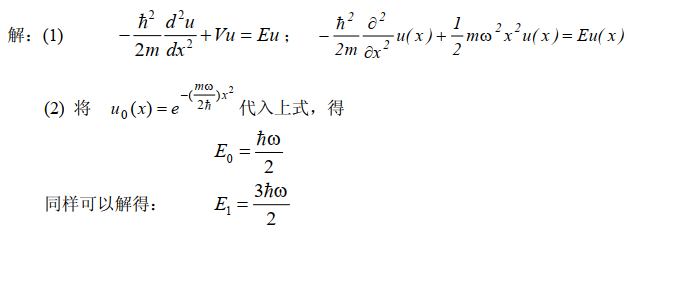 解：(1) -ħ²/2m d²u/dx² + Vu = Eu； -ħ²/2m ∂²/∂x² u(x) + 1/2 mω²x²u(x) = Eu(x)
(2) 将 u₀(x) = e^(-(mω/2ħ)x²) 代入上式，得
E₀ = ħω/2
同样可以解得： E₁ = 3ħω/2